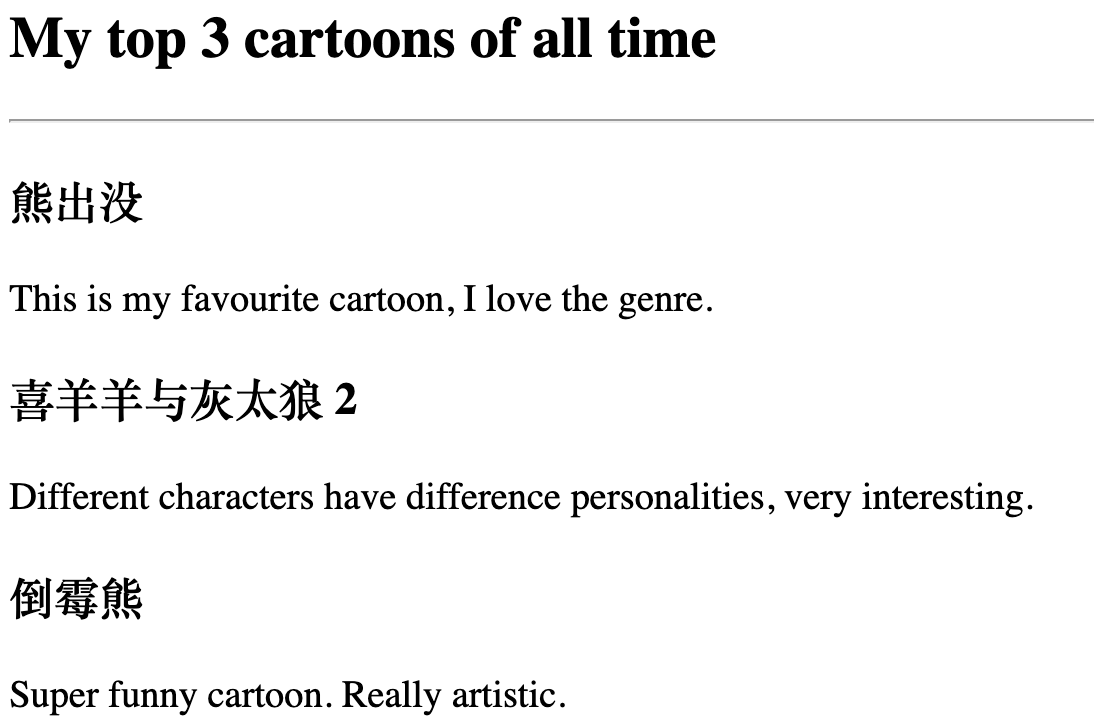 My top 3 cartoons of all time
熊出没
This is my favourite cartoon, I love the genre.
喜羊羊与灰太狼 2
Different characters have difference personalities, very interesting.
倒霉熊
Super funny cartoon. Really artistic.